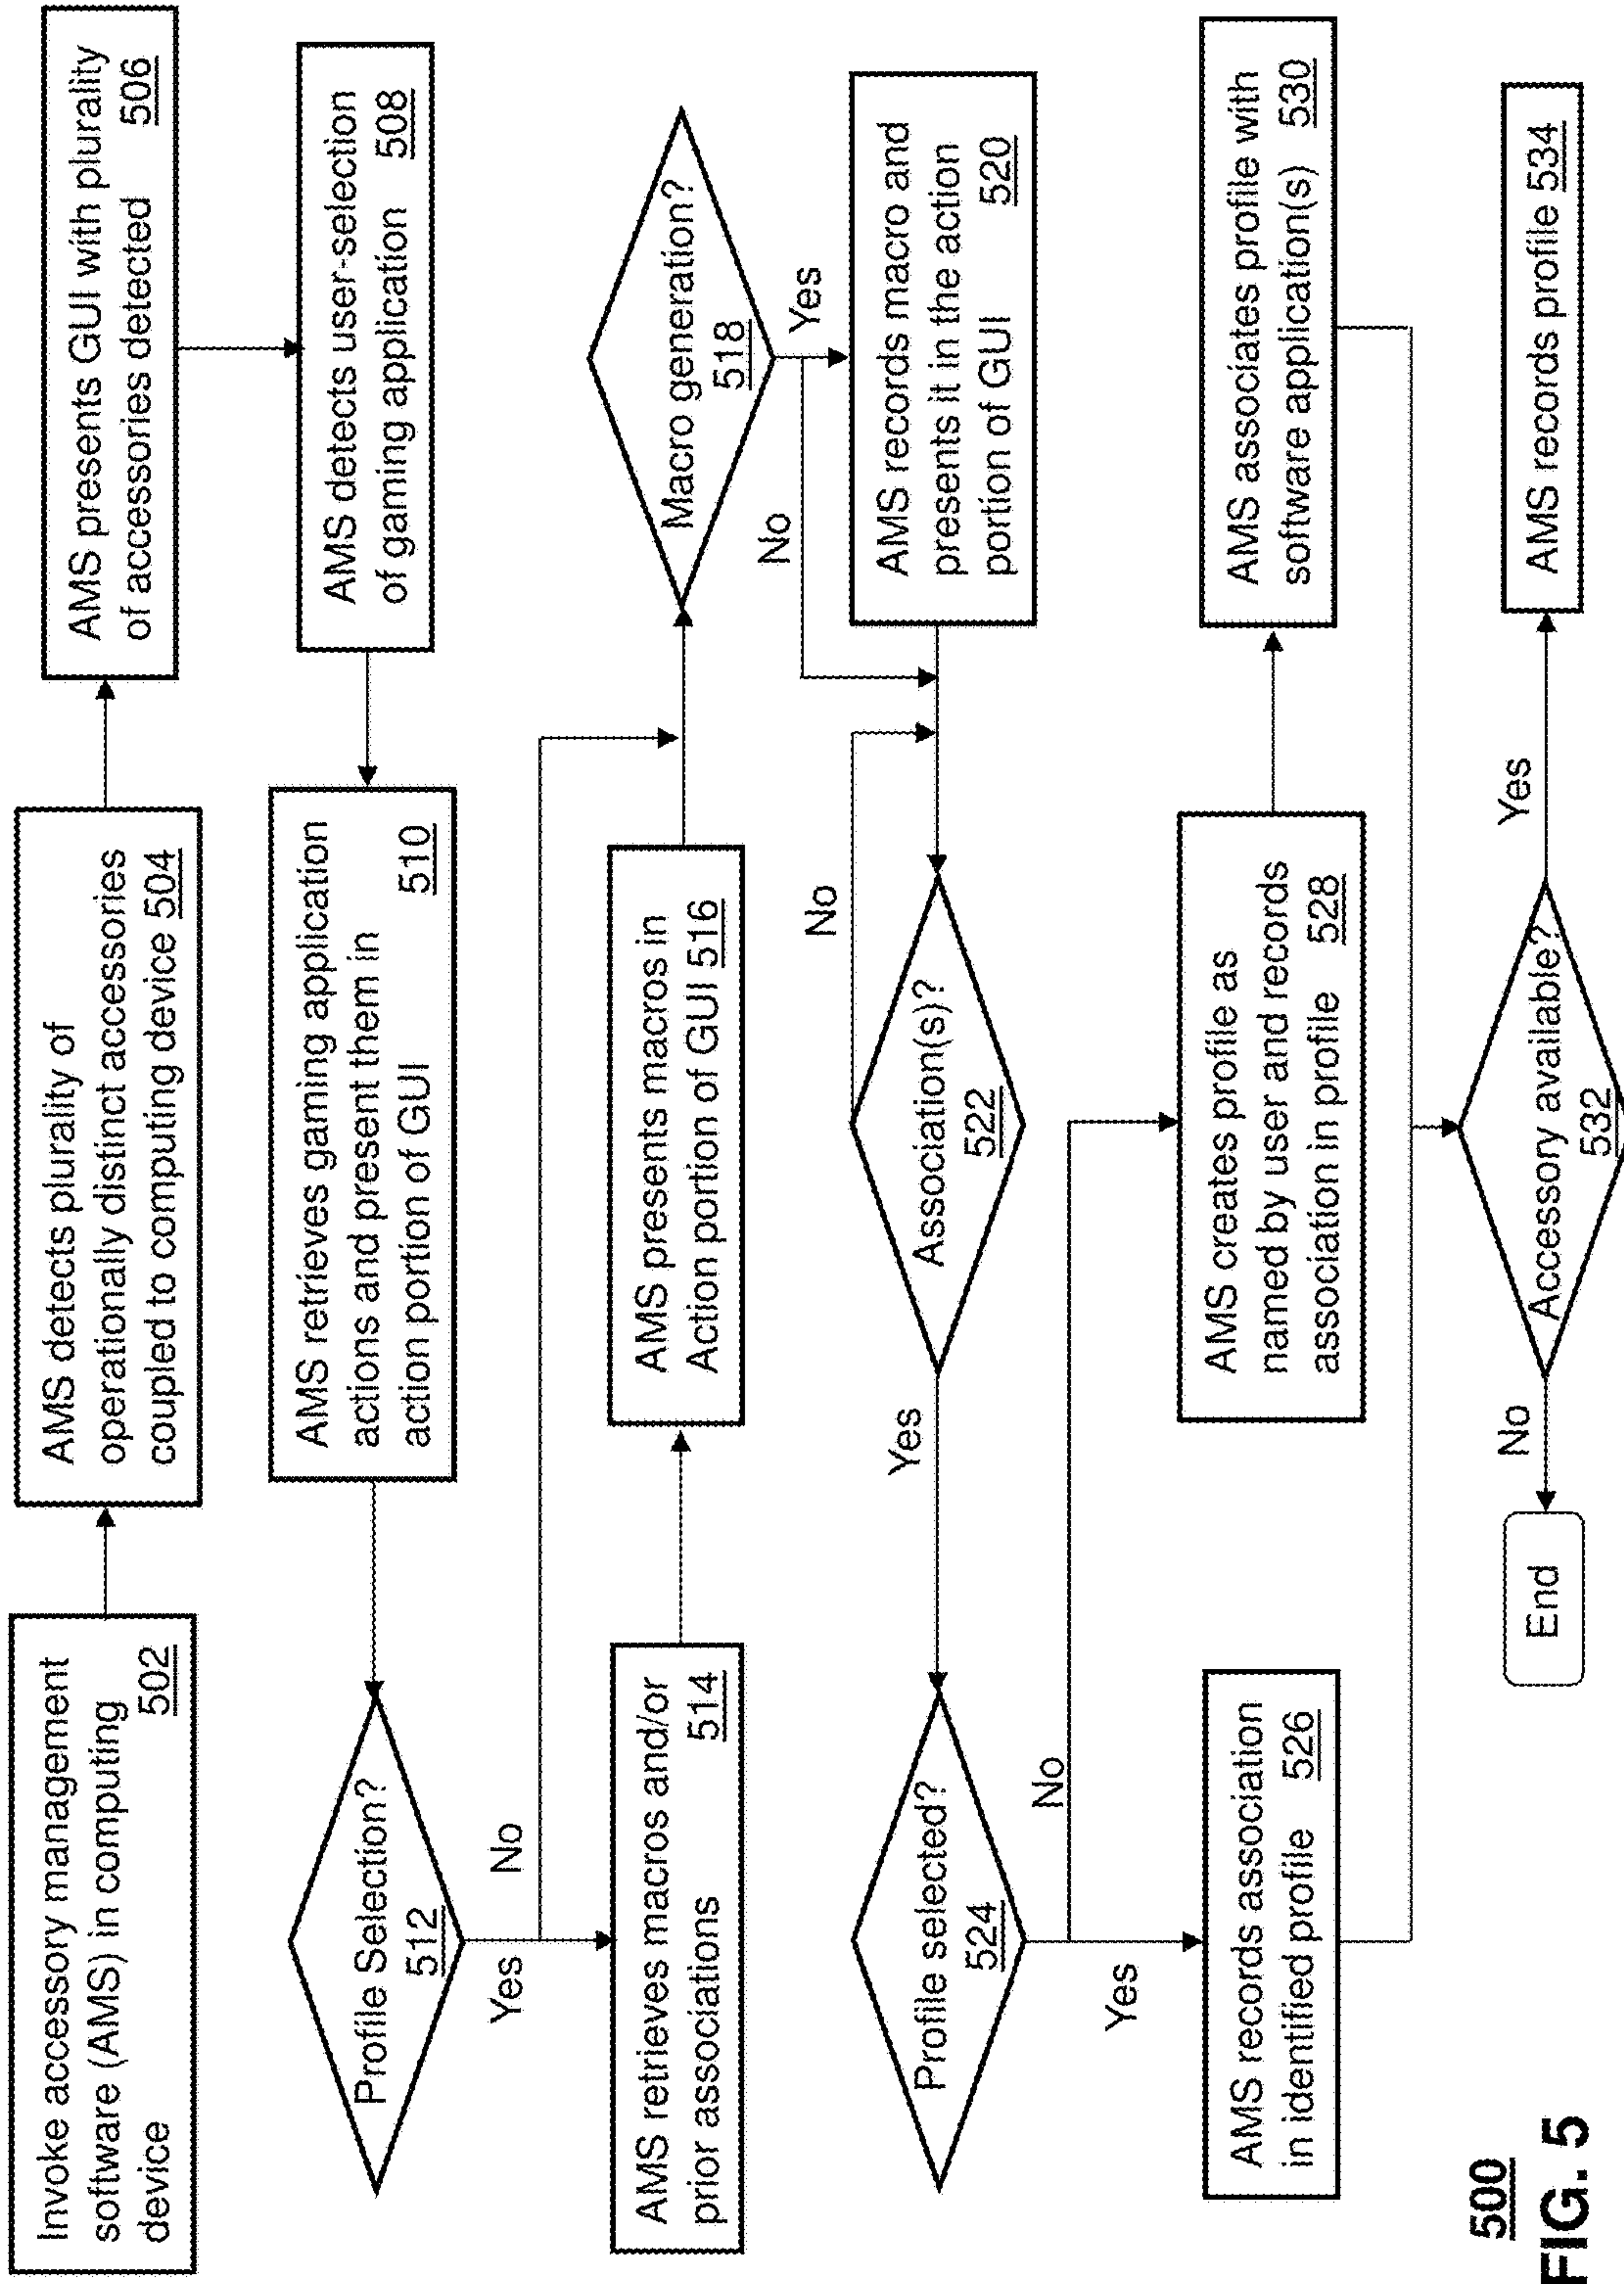 Invoke accessory management
software (AMS) in computing
device 502
AMS detects plurality of
operationally distinct accessories
coupled to computing device 504
AMS presents GUI with plurality
of accessories detected 506
AMS detects user-selection
of gaming application 508
AMS retrieves gaming application
actions and present them in
action portion of GUI 510
Profile Selection?
512
Yes
No
AMS retrieves macros and/or
prior associations 514
AMS presents macros in
Action portion of GUI 516
Macro generation?
518
No
Yes
AMS records macro and
presents it in the action
portion of GUI 520
Association(s)?
522
No
Yes
Profile selected?
524
Yes
No
AMS records association
in identified profile 526
AMS creates profile as
named by user and records
association in profile 528
AMS associates profile with
software application(s) 530
Accessory available?
532
No
Yes
End
AMS records profile 534
500
FIG. 5